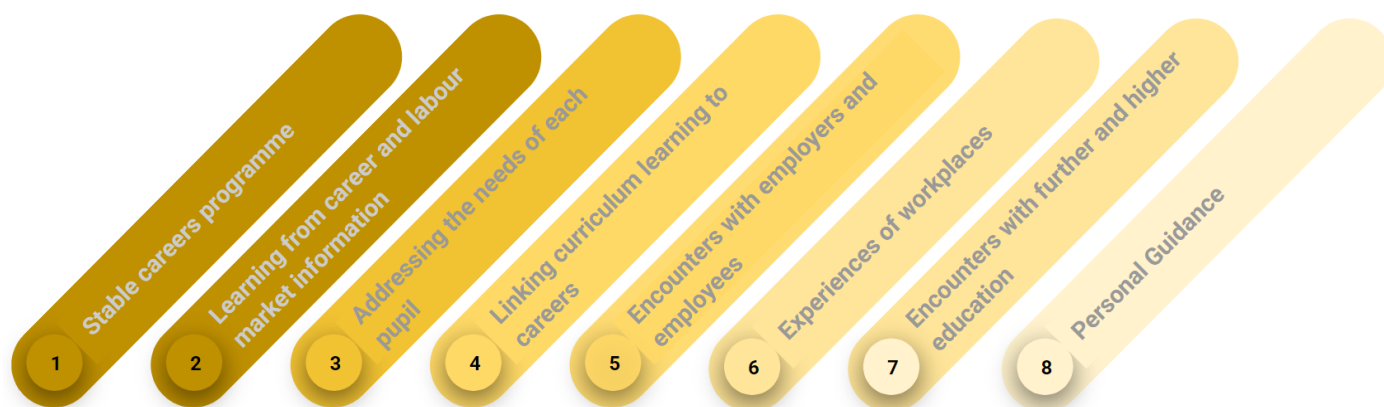 Stable careers programme
1
Learning from career and labour
market information
2
Addressing the needs of each
pupil
3
Linking curriculum learning to
careers
4
Encounters with employers and
employees
5
Experiences of workplaces
6
Encounters with further and higher
education
7
Personal Guidance
8